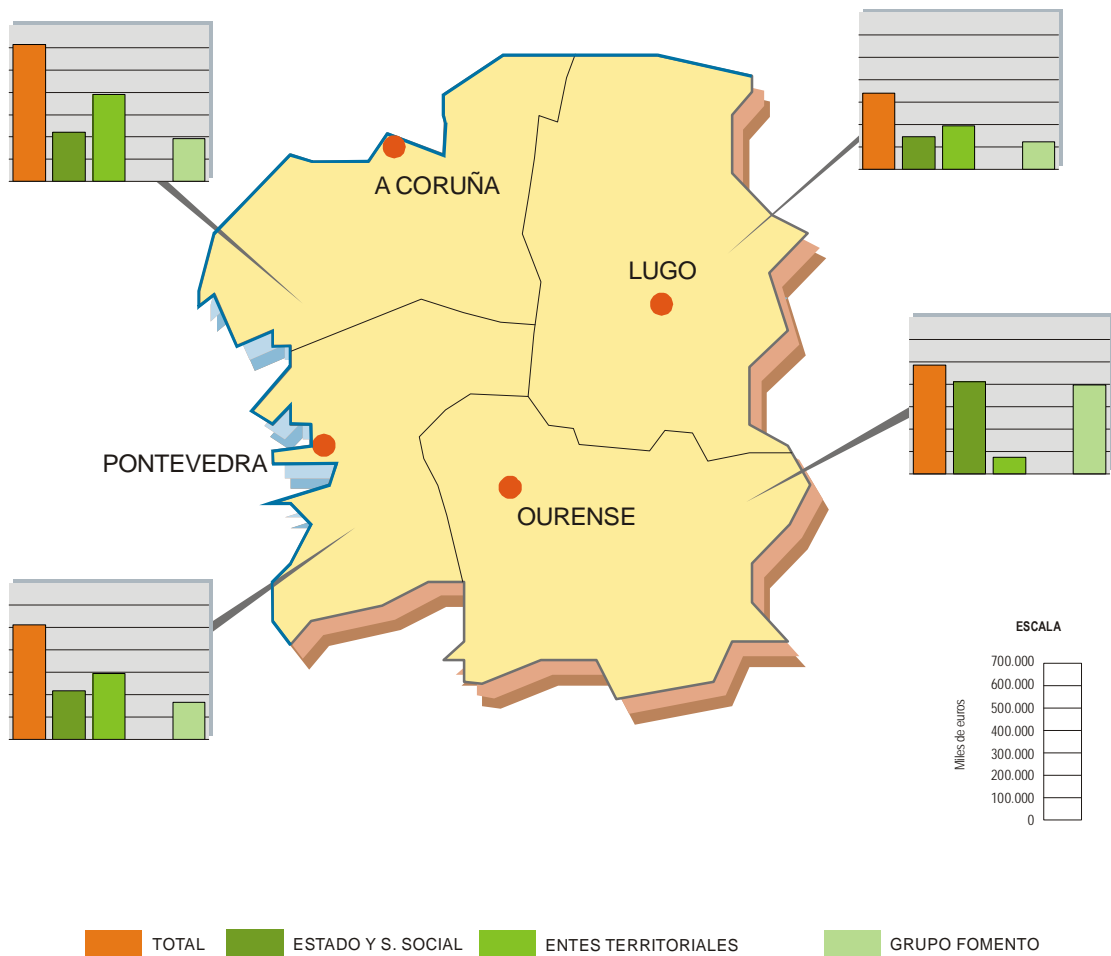 A CORUÑA
LUGO
PONTEVEDRA
OURENSE
ESCALA
Miles de euros
700.000
600.000
500.000
400.000
300.000
200.000
100.000
0
TOTAL
ESTADO Y S. SOCIAL
ENTES TERRITORIALES
GRUPO FOMENTO